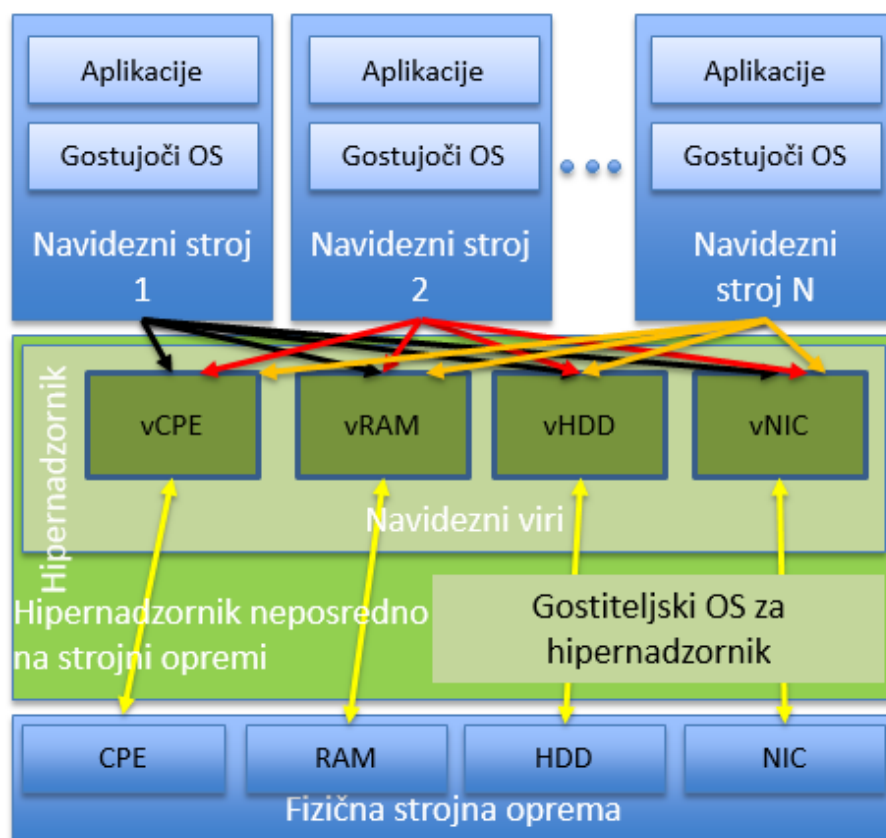 Aplikacije
Gostujoči OS
Navidezni stroj
1
Aplikacije
Gostujoči OS
Navidezni stroj
2
Aplikacije
Gostujoči OS
Navidezni
stroj N
Hipernadzornik
vCPE
vRAM
vHDD
vNIC
Navidezni viri
Hipernadzornik neposredno
na strojni opremi
Gostiteljski OS za
hipernadzornik
CPE
RAM
HDD
NIC
Fizična strojna oprema